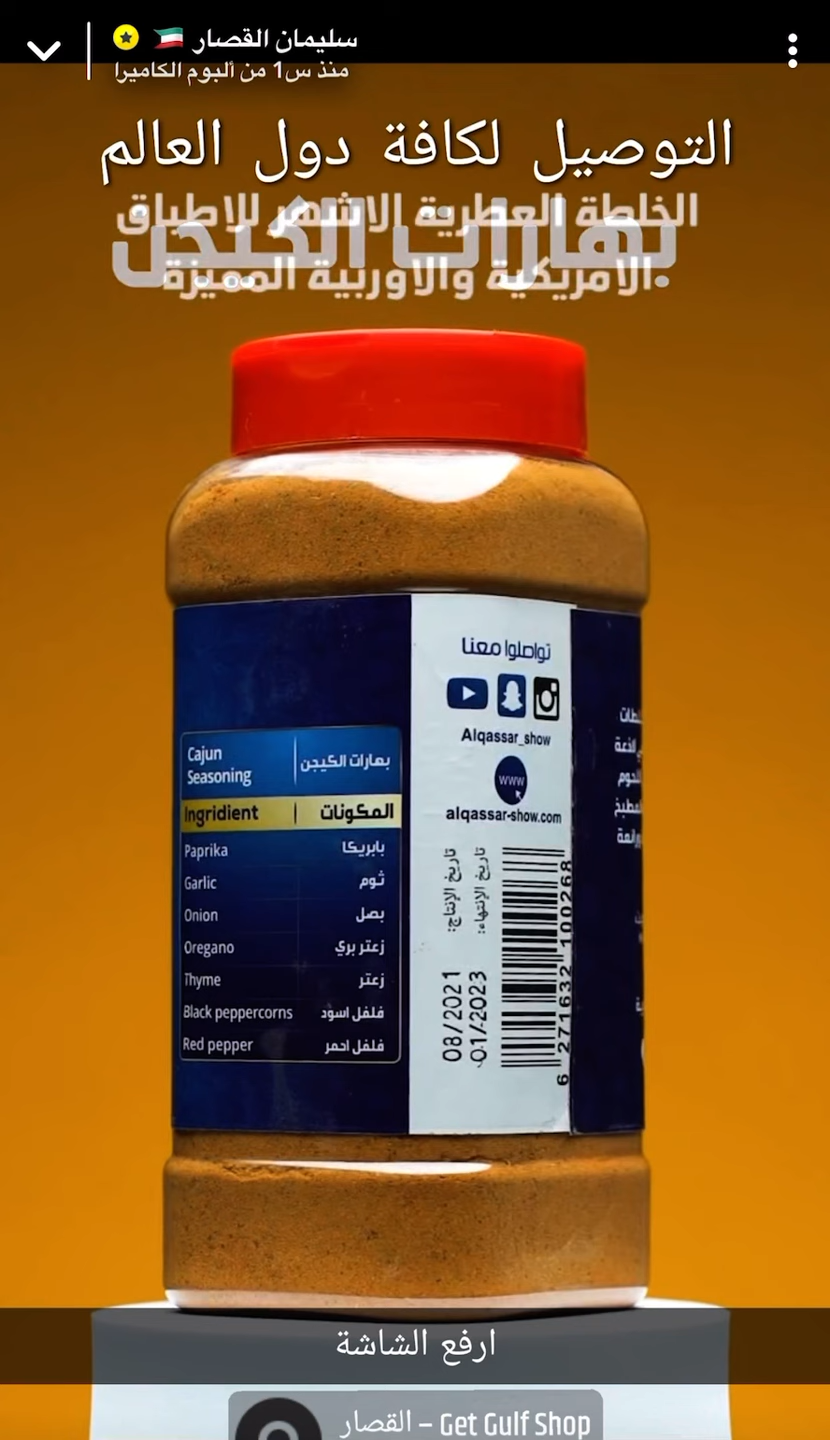 سليمان القصار
منذ س1 من ألبوم الكاميرا
التوصيل لكافة دول العالم
الخلطة العطرية الاشهر للاطباق
بهارات الكيجن
الامريكية والاوربية المميزة
تواصلوا معنا
Alqassar_show
www
alqassar-show.com
Cajun Seasoning | بهارات الكيجن
Ingridient | المكونات
Paprika بابريكا
Garlic ثوم
Onion بصل
Oregano زعتر بري
Thyme زعتر
Black peppercorns فلفل اسود
Red pepper فلفل احمر
تاريخ الإنتاج: 08/2021
تاريخ الإنتهاء: 01/2023
6 271632 100268
ارفع الشاشة
Get Gulf Shop – القصار